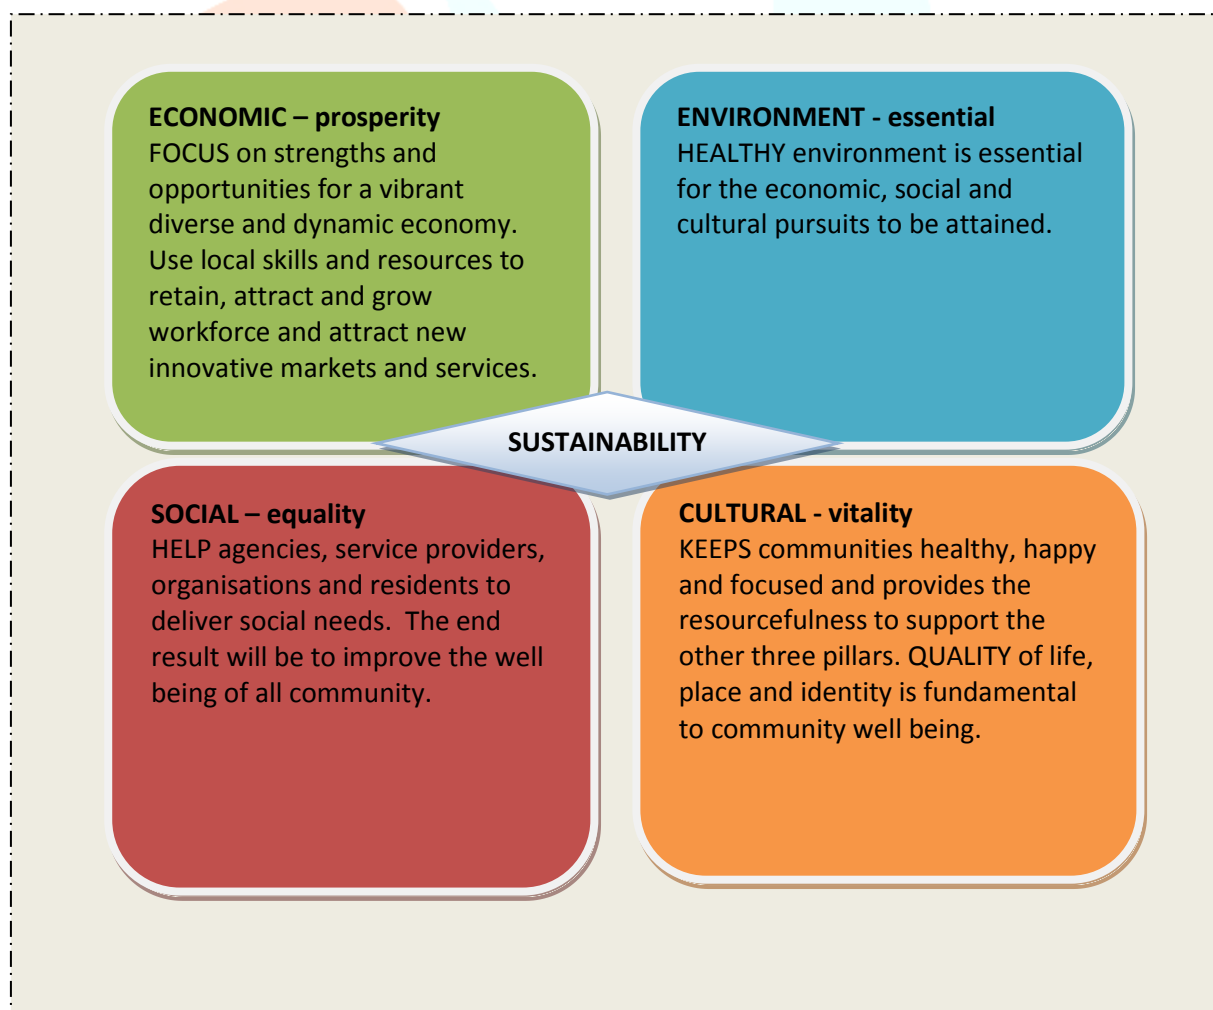 ECONOMIC – prosperity
FOCUS on strengths and
opportunities for a vibrant
diverse and dynamic economy.
Use local skills and resources to
retain, attract and grow
workforce and attract new
innovative markets and services.
ENVIRONMENT - essential
HEALTHY environment is essential
for the economic, social and
cultural pursuits to be attained.
SUSTAINABILITY
SOCIAL – equality
HELP agencies, service providers,
organisations and residents to
deliver social needs.  The end
result will be to improve the well
being of all community.
CULTURAL - vitality
KEEPS communities healthy, happy
and focused and provides the
resourcefulness to support the
other three pillars. QUALITY of life,
place and identity is fundamental
to community well being.